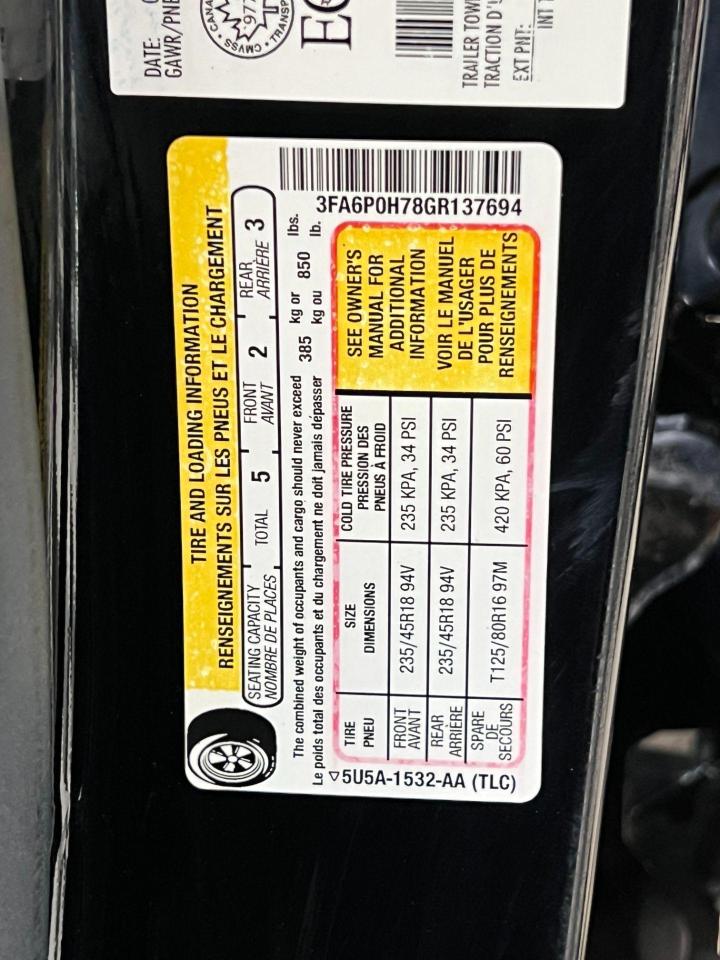 DATE:
GAWR/PNB
CMVSS
TRANSP
TRAILER TOW
TRACTION D'U
EXT PNT:
INT T
TIRE AND LOADING INFORMATION
RENSEIGNEMENTS SUR LES PNEUS ET LE CHARGEMENT
SEATING CAPACITY
NOMBRE DE PLACES
TOTAL 5
FRONT
AVANT 2
REAR
ARRIÈRE 3
The combined weight of occupants and cargo should never exceed 385 kg or 850 lbs.
Le poids total des occupants et du chargement ne doit jamais dépasser kg ou lb.
TIRE
PNEU
SIZE
DIMENSIONS
COLD TIRE PRESSURE
PRESSION DES
PNEUS À FROID
FRONT
AVANT
235/45R18 94V
235 KPA, 34 PSI
REAR
ARRIÈRE
235/45R18 94V
235 KPA, 34 PSI
SPARE
DE
SECOURS
T125/80R16 97M
420 KPA, 60 PSI
SEE OWNER'S
MANUAL FOR
ADDITIONAL
INFORMATION
VOIR LE MANUEL
DE L'USAGER
POUR PLUS DE
RENSEIGNEMENTS
5U5A-1532-AA (TLC)
3FA6P0H78GR137694